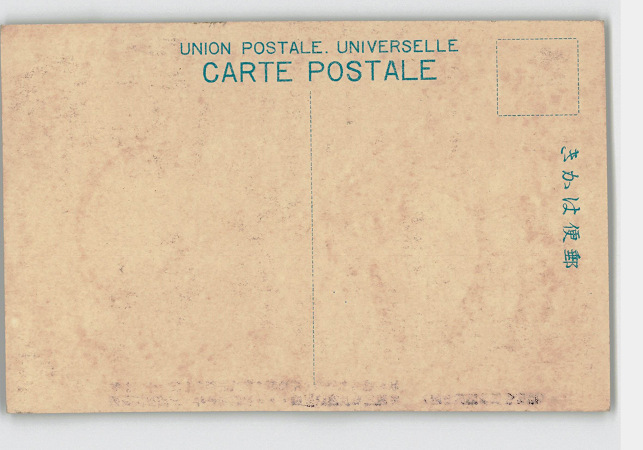 UNION POSTALE. UNIVERSELLE
CARTE POSTALE
郵便はかき